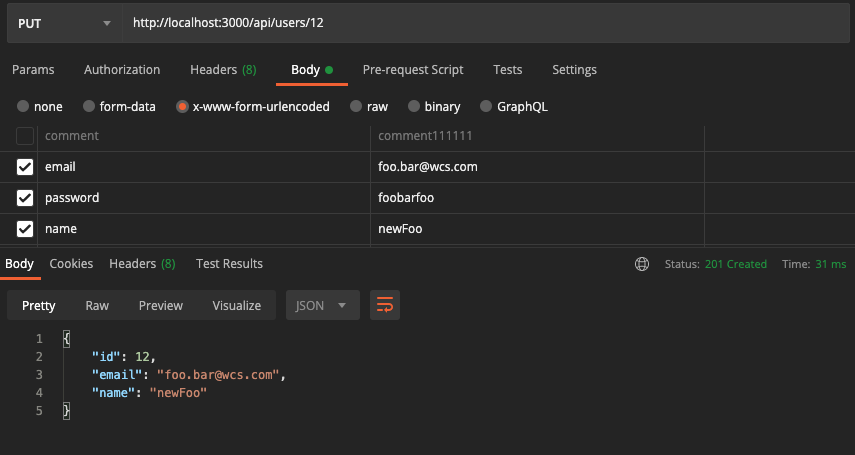 PUT http://localhost:3000/api/users/12
Params Authorization Headers (8) Body Pre-request Script Tests Settings
none form-data x-www-form-urlencoded raw binary GraphQL
comment comment111111
email foo.bar@wcs.com
password foobarfoo
name newFoo
Body Cookies Headers (8) Test Results Status: 201 Created Time: 31 ms
Pretty Raw Preview Visualize JSON
1 {
2 "id": 12,
3 "email": "foo.bar@wcs.com",
4 "name": "newFoo"
5 }